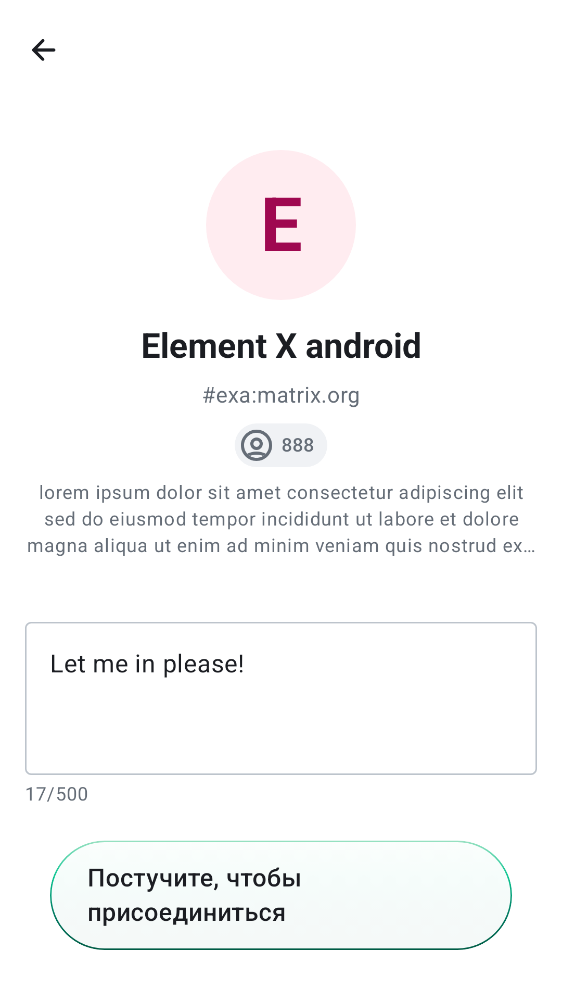 E
Element X android
#exa:matrix.org
888
lorem ipsum dolor sit amet consectetur adipiscing elit
sed do eiusmod tempor incididunt ut labore et dolore
magna aliqua ut enim ad minim veniam quis nostrud ex…
Let me in please!
17/500
Постучите, чтобы
присоединиться